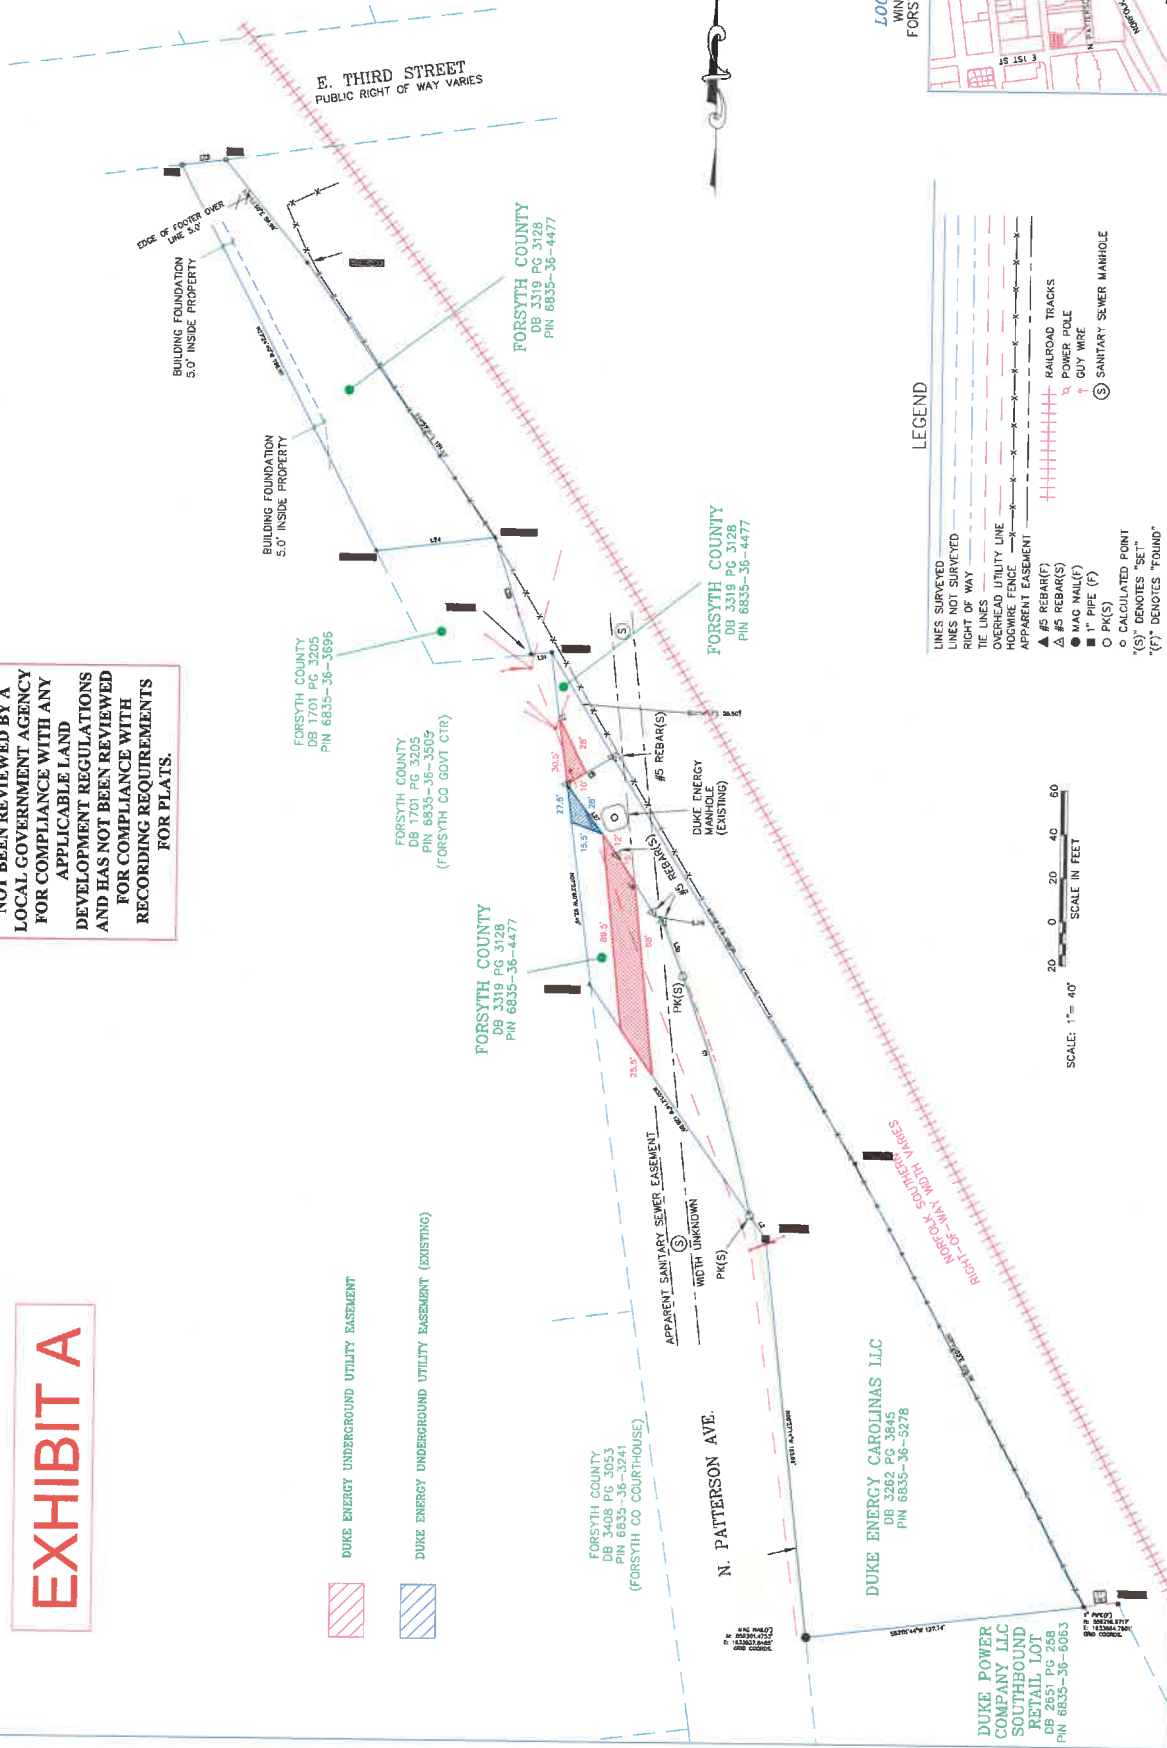 EXHIBIT A
NOT BEEN REVIEWED BY A
LOCAL GOVERNMENT AGENCY
FOR COMPLIANCE WITH ANY
APPLICABLE LAND
DEVELOPMENT REGULATIONS
AND HAS NOT BEEN REVIEWED
FOR COMPLIANCE WITH
RECORDING REQUIREMENTS
FOR PLATS.
DUKE ENERGY UNDERGROUND UTILITY EASEMENT
DUKE ENERGY UNDERGROUND UTILITY EASEMENT (EXISTING)
E. THIRD STREET
PUBLIC RIGHT OF WAY VARIES
EDGE OF FOOTER OVER
LINE 5.0'
BUILDING FOUNDATION
5.0' INSIDE PROPERTY
BUILDING FOUNDATION
5.0' INSIDE PROPERTY
FORSYTH COUNTY
DB 3319 PG 3128
PIN 6835-36-4477
FORSYTH COUNTY
DB 1701 PG 3205
PIN 6835-36-3696
FORSYTH COUNTY
DB 1701 PG 3205
PIN 6835-36-3505
(FORSYTH CO GOVT CTR)
FORSYTH COUNTY
DB 3319 PG 3128
PIN 6835-36-4477
FORSYTH COUNTY
DB 3319 PG 3128
PIN 6835-36-4477
30.5'
28'
10'
27.5'
28'
15.5'
12'
89.5'
88'
25.5'
#5 REBAR(S)
#5 REBAR(S)
DUKE ENERGY
MANHOLE
(EXISTING)
S
PK(S)
PK(S)
APPARENT SANITARY SEWER EASEMENT
S
WIDTH UNKNOWN
FORSYTH COUNTY
DB 3408 PG 3053
PIN 6835-36-3241
(FORSYTH CO COURTHOUSE)
N. PATTERSON AVE.
DUKE ENERGY CAROLINAS LLC
DB 3262 PG 3845
PIN 6835-36-5278
NORFOLK SOUTHERN
RIGHT-OF-WAY WIDTH VARIES
DUKE POWER
COMPANY LLC
SOUTHBOUND
RETAIL LOT
DB 2651 PG 258
PIN 6835-36-6063
GRID COORDS.
GRID COORDS.
LEGEND
LINES SURVEYED
LINES NOT SURVEYED
RIGHT OF WAY
TIE LINES
OVERHEAD UTILITY LINE
HOGWIRE FENCE
APPARENT EASEMENT
#5 REBAR(F)
#5 REBAR(S)
MAG NAIL(F)
1" PIPE (F)
PK(S)
CALCULATED POINT
"(S)" DENOTES "SET"
"(F)" DENOTES "FOUND"
RAILROAD TRACKS
POWER POLE
GUY WIRE
S SANITARY SEWER MANHOLE
20 0 20 40 60
SCALE: 1"= 40'
SCALE IN FEET
WIN
FORS
E 1ST ST